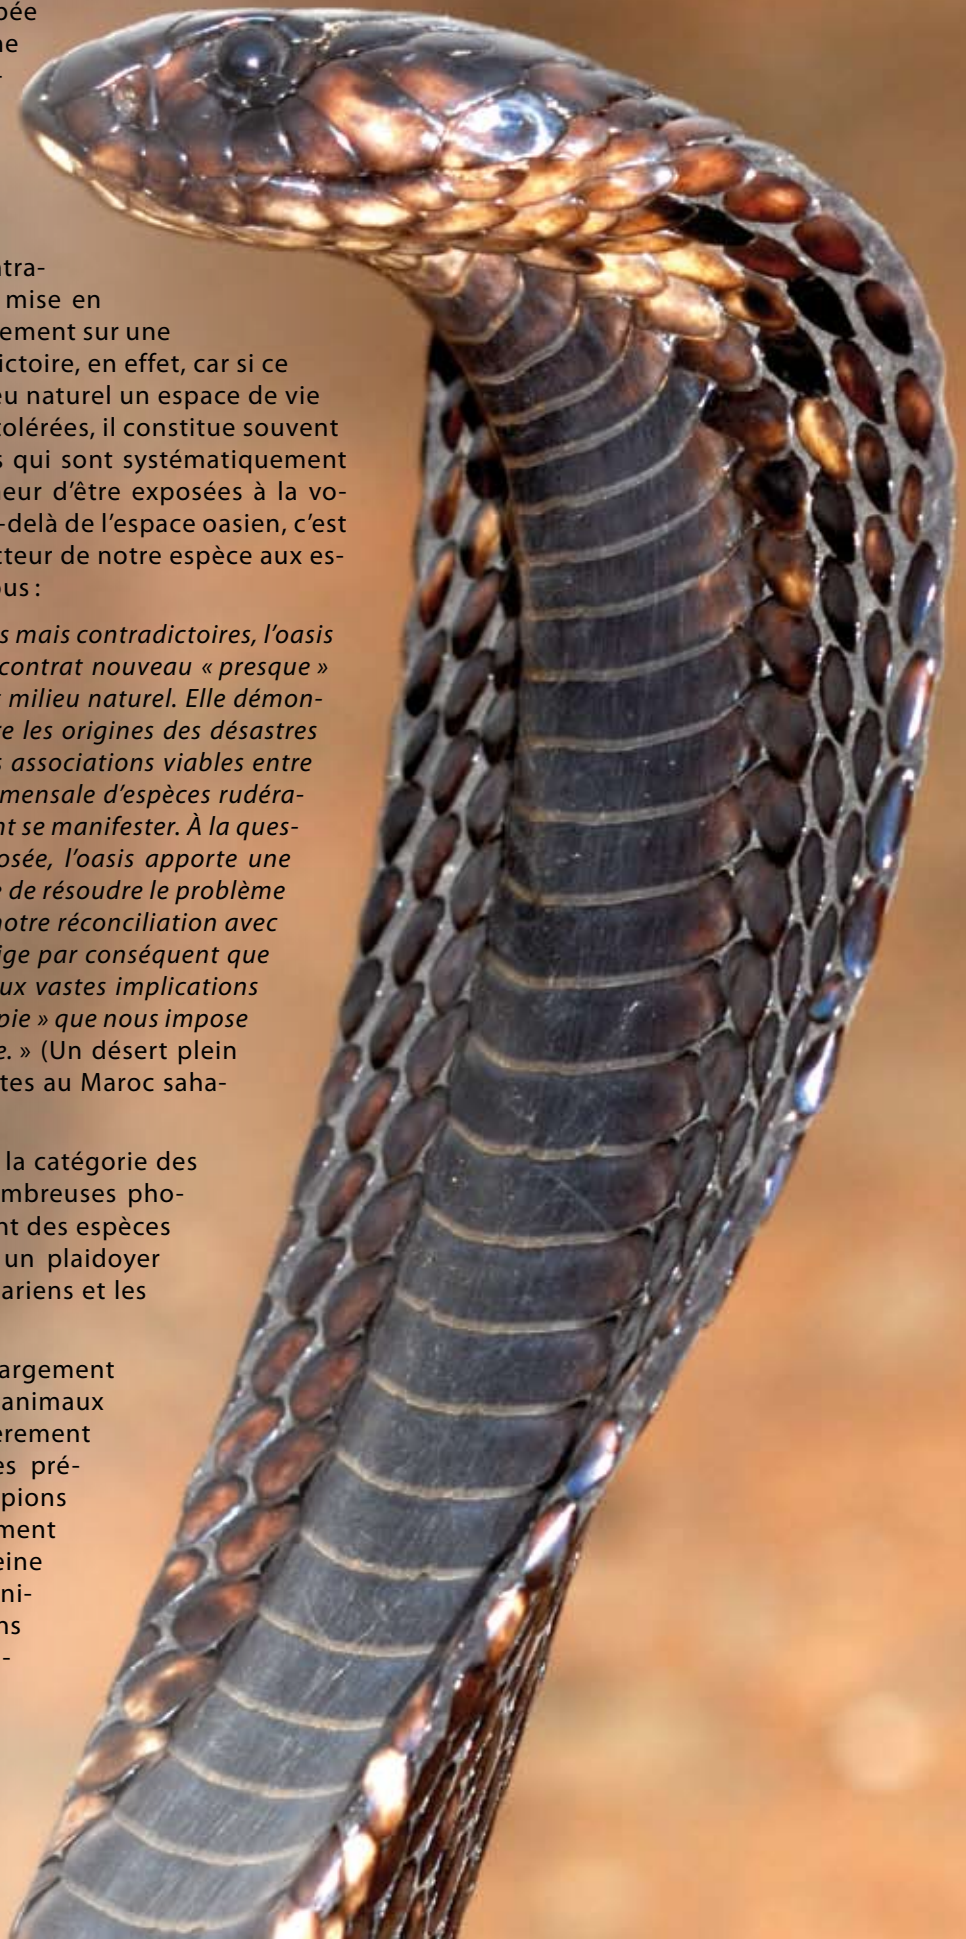 pée
ne
-
ntra-
mise en
ement sur une
ictoire, en effet, car si ce
eu naturel un espace de vie
tolérées, il constitue souvent
s qui sont systématiquement
eur d'être exposées à la vo-
-delà de l'espace oasien, c'est
cteur de notre espèce aux es-
ous :
s mais contradictoires, l'oasis
contrat nouveau « presque »
t milieu naturel. Elle démon-
re les origines des désastres
s associations viables entre
mensale d'espèces rudéra-
nt se manifester. À la ques-
osée, l'oasis apporte une
e de résoudre le problème
notre réconciliation avec
ige par conséquent que
ux vastes implications
pie » que nous impose
e. » (Un désert plein
tes au Maroc saha-
la catégorie des
ombreuses pho-
nt des espèces
un plaidoyer
ariens et les
argement
animaux
èrement
es pré-
pions
ment
eine
ni-
ns
-